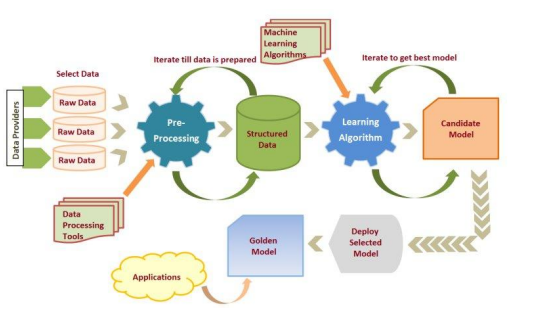 Machine
Learning
Algorithms
Iterate till data is prepared
Iterate to get best model
Select Data
Data Providers
Raw Data
Raw Data
Raw Data
Pre-
Processing
Structured
Data
Learning
Algorithm
Candidate
Model
Data
Processing
Tools
Golden
Model
Deploy
Selected
Model
Applications